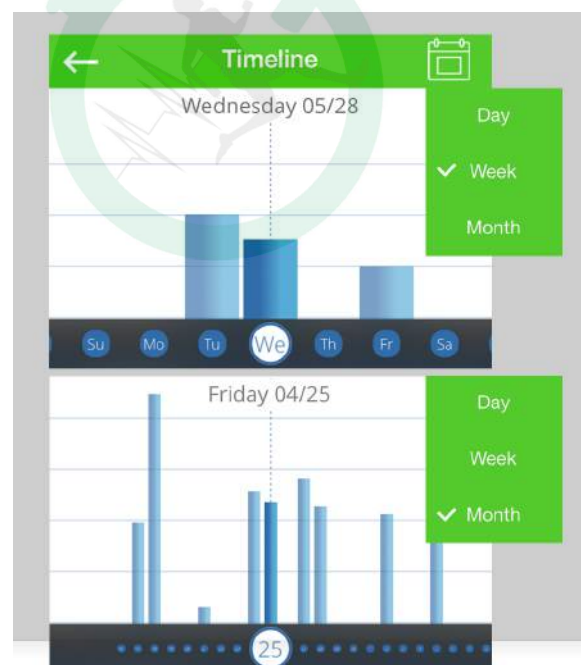 Timeline
Wednesday 05/28
Day
Week
Month
Su Mo Tu We Th Fr Sa
Friday 04/25
Day
Week
Month
25